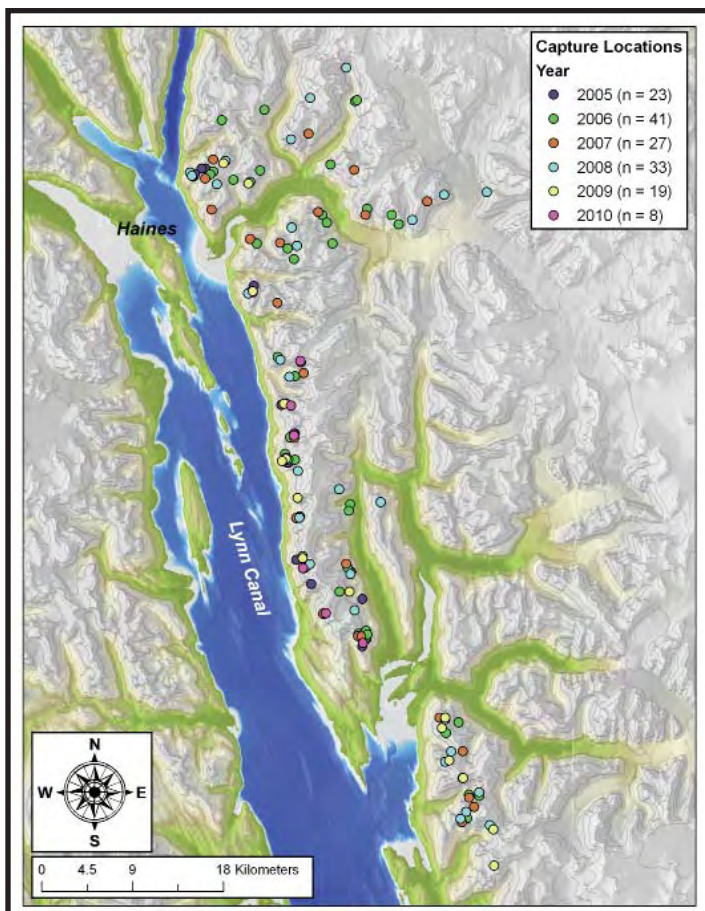 Capture Locations
Year
2005 (n = 23)
2006 (n = 41)
2007 (n = 27)
2008 (n = 33)
2009 (n = 19)
2010 (n = 8)
Haines
Lynn Canal
N
W E
S
0 4.5 9 18 Kilometers